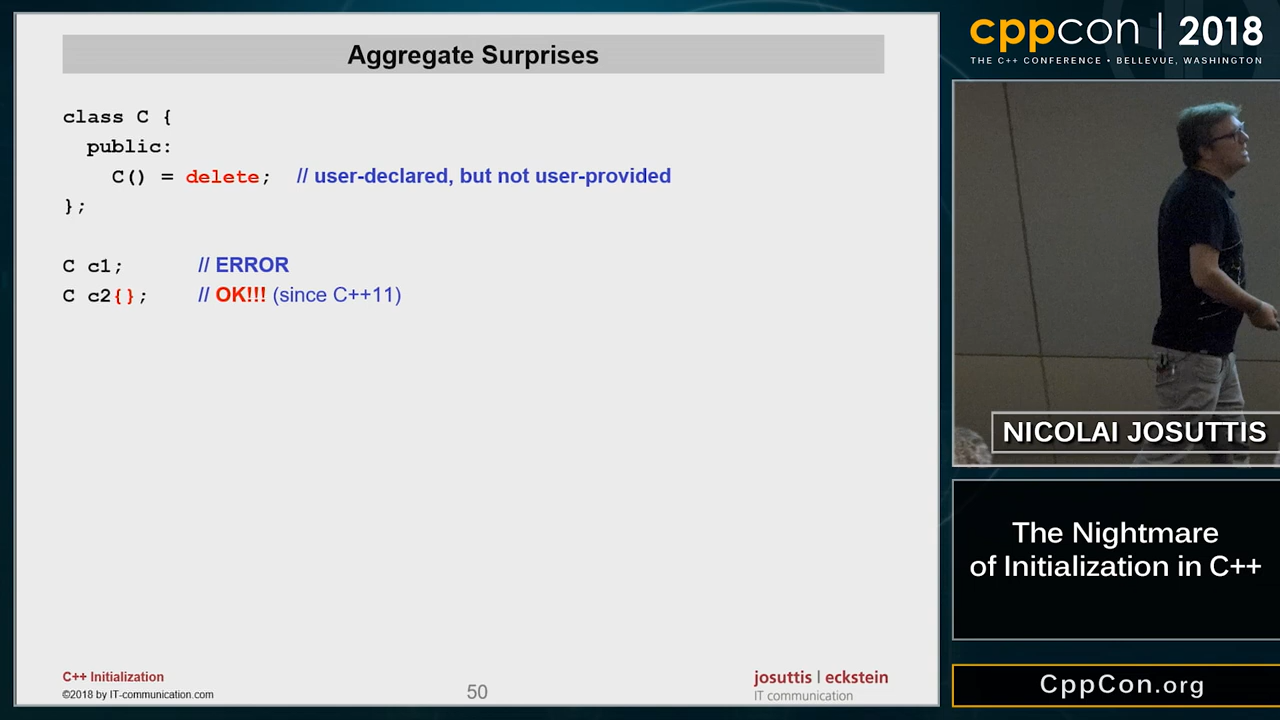 Aggregate Surprises
class C {
public:
C() = delete; // user-declared, but not user-provided
};
C c1; // ERROR
C c2{}; // OK!!! (since C++11)
C++ Initialization
©2018 by IT-communication.com
50
josuttis | eckstein
IT communication
cppcon | 2018
THE C++ CONFERENCE • BELLEVUE, WASHINGTON
NICOLAI JOSUTTIS
The Nightmare
of Initialization in C++
CppCon.org